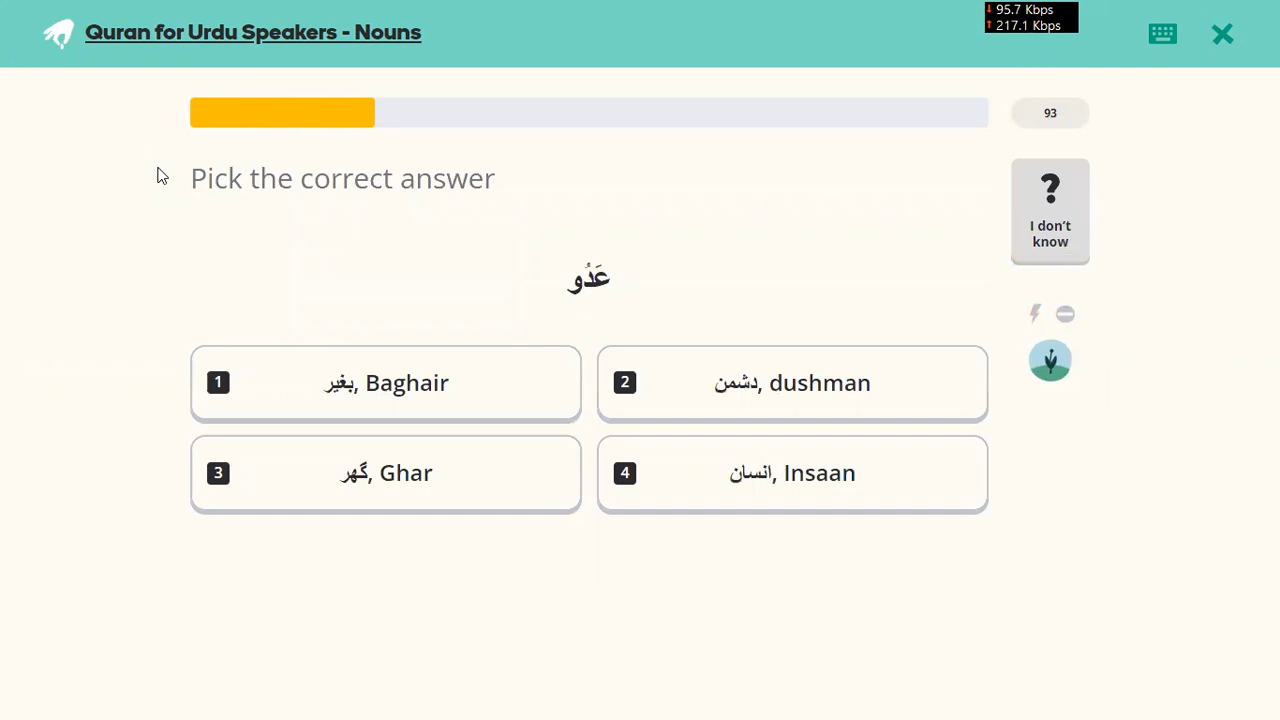 Quran for Urdu Speakers - Nouns
↓ 95.7 Kbps
↑ 217.1 Kbps
93
Pick the correct answer
?
I don't
know
عَدُو
1 بغیر, Baghair
2 دشمن, dushman
3 گھر, Ghar
4 انسان, Insaan